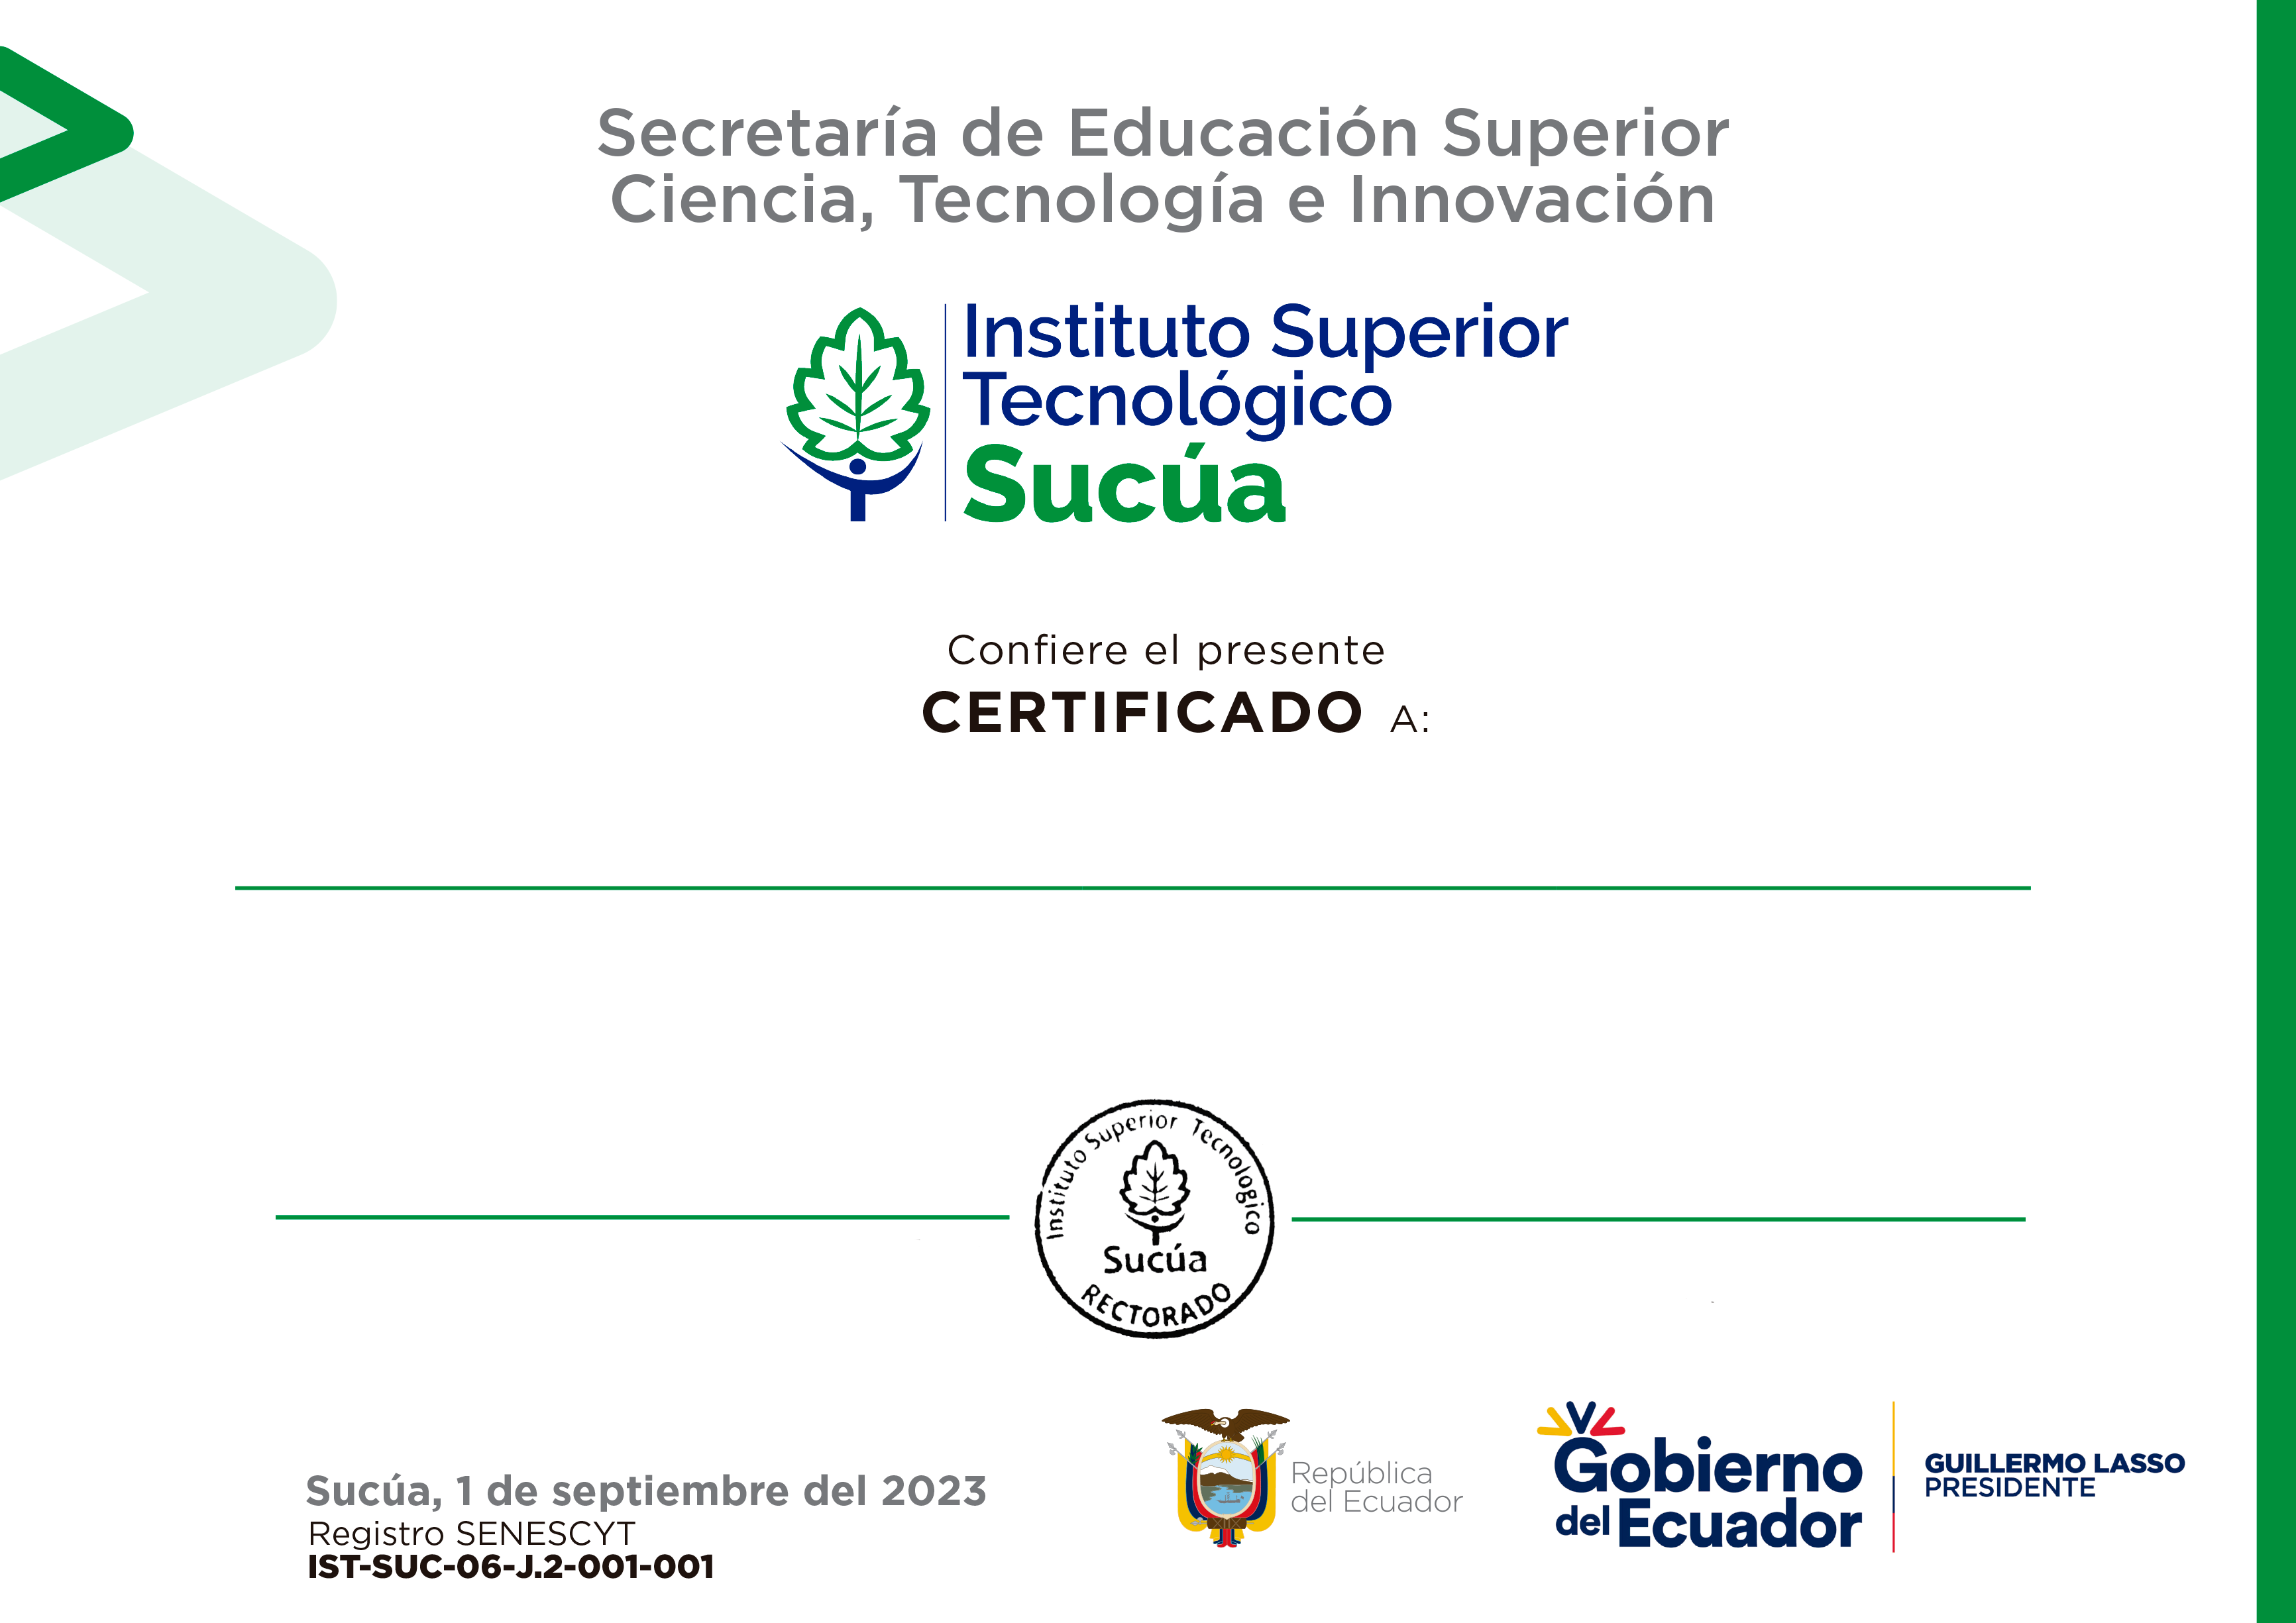 Secretaría de Educación Superior
Ciencia, Tecnología e Innovación
Instituto Superior
Tecnológico
Sucúa
Confiere el presente
CERTIFICADO A:
Instituto Superior Tecnologico
Sucúa
RECTORADO
Sucúa, 1 de septiembre del 2023
Registro SENESCYT
IST-SUC-06-J.2-001-001
República
del Ecuador
Gobierno
del Ecuador
GUILLERMO LASSO
PRESIDENTE